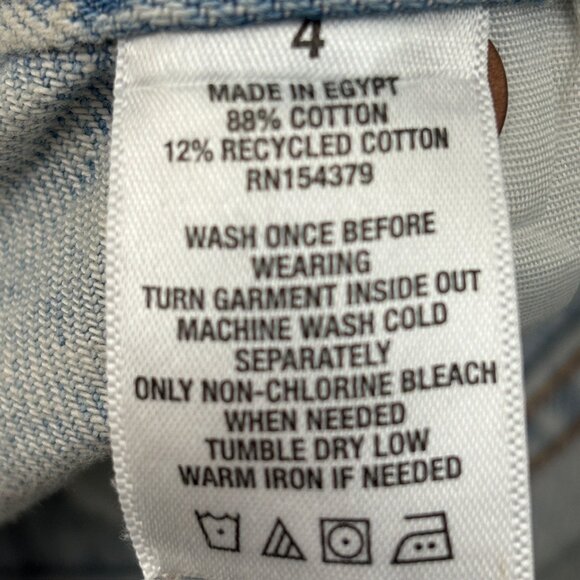 4
MADE IN EGYPT
88% COTTON
12% RECYCLED COTTON
RN154379
WASH ONCE BEFORE
WEARING
TURN GARMENT INSIDE OUT
MACHINE WASH COLD
SEPARATELY
ONLY NON-CHLORINE BLEACH
WHEN NEEDED
TUMBLE DRY LOW
WARM IRON IF NEEDED